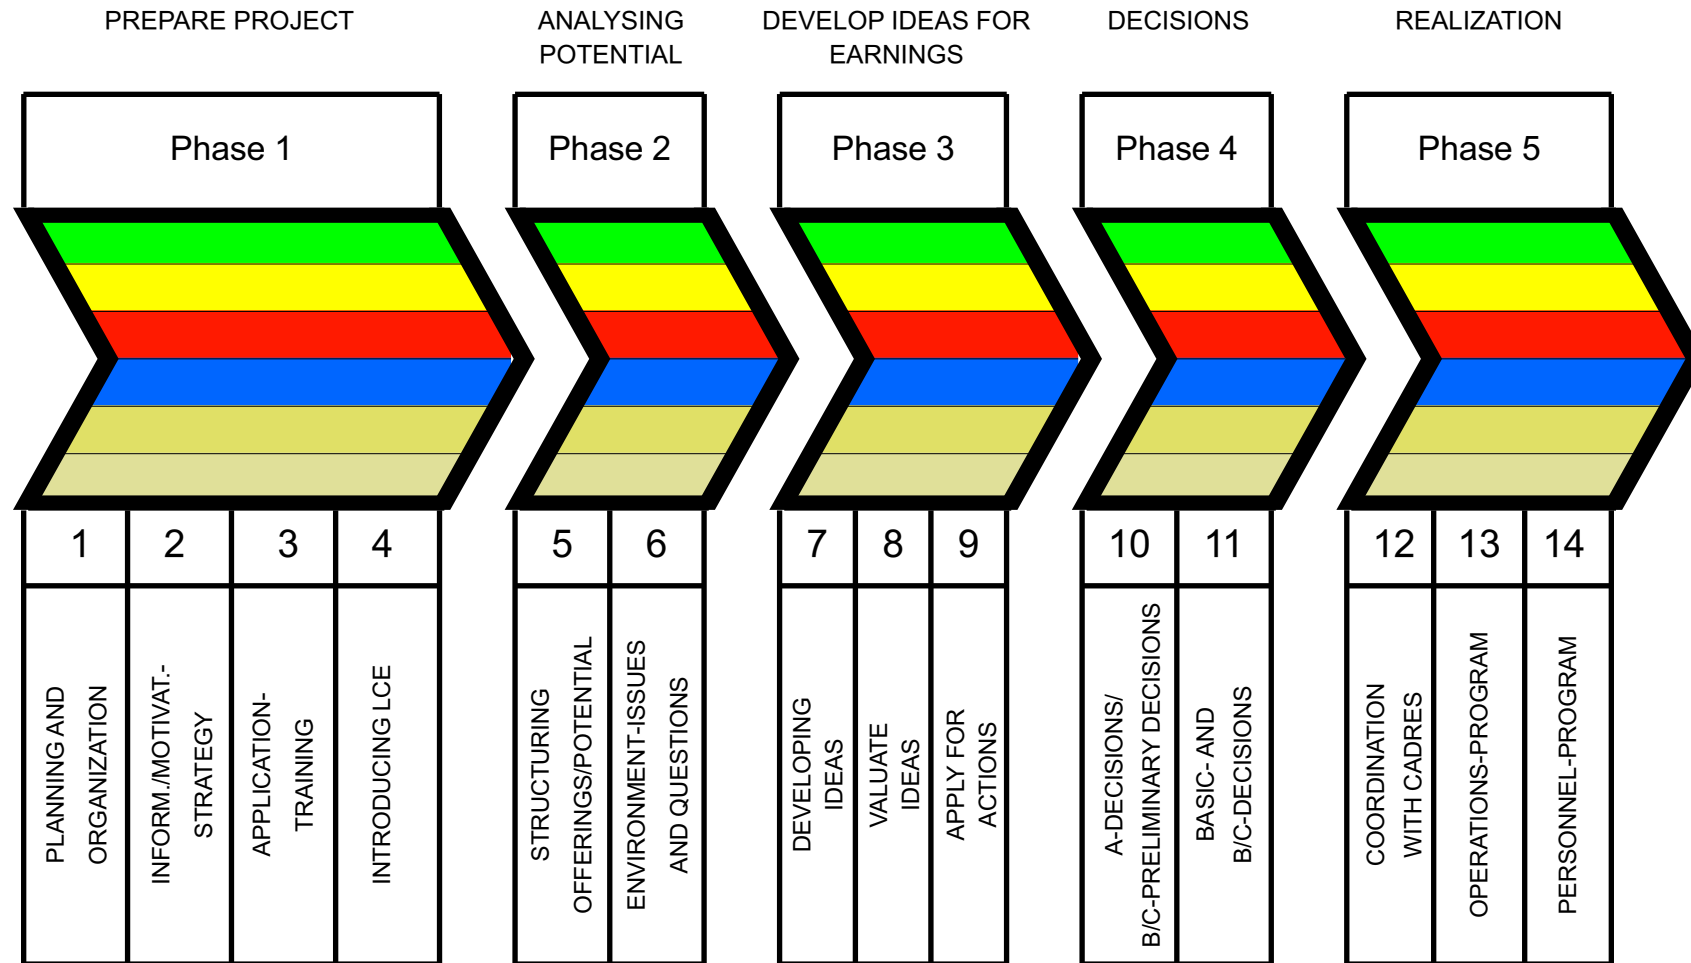 PREPARE PROJECT
ANALYSING
POTENTIAL
DEVELOP IDEAS FOR
EARNINGS
DECISIONS
REALIZATION
Phase 1
Phase 2
Phase 3
Phase 4
Phase 5
1
2
3
4
5
6
7
8
9
10
11
12
13
14
PLANNING AND
ORGANIZATION
INFORM./MOTIVAT.-
STRATEGY
APPLICATION-
TRAINING
INTRODUCING LCE
STRUCTURING
OFFERINGS/POTENTIAL
ENVIRONMENT-ISSUES
AND QUESTIONS
DEVELOPING
IDEAS
VALUATE
IDEAS
APPLY FOR
ACTIONS
A-DECISIONS/
B/C-PRELIMINARY DECISIONS
BASIC- AND
B/C-DECISIONS
COORDINATION
WITH CADRES
OPERATIONS-PROGRAM
PERSONNEL-PROGRAM